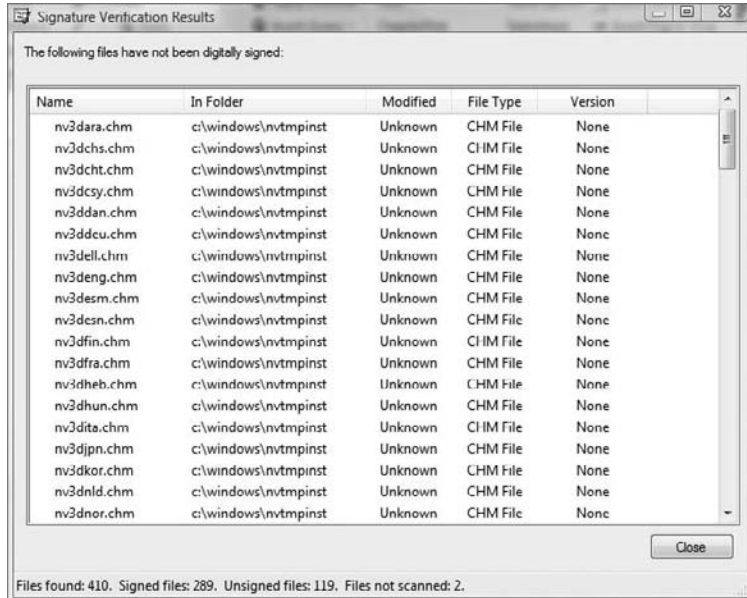 Signature Verification Results
The following files have not been digitally signed:
Name In Folder Modified File Type Version
nv3dara.chm c:\windows\nvtmpinst Unknown CHM File None
nv3dchs.chm c:\windows\nvtmpinst Unknown CHM File None
nv3dcht.chm c:\windows\nvtmpinst Unknown CHM File None
nv3dcsy.chm c:\windows\nvtmpinst Unknown CHM File None
nv3ddan.chm c:\windows\nvtmpinst Unknown CHM File None
nv3ddeu.chm c:\windows\nvtmpinst Unknown CHM File None
nv3dell.chm c:\windows\nvtmpinst Unknown CHM File None
nv3deng.chm c:\windows\nvtmpinst Unknown CHM File None
nv3desm.chm c:\windows\nvtmpinst Unknown CHM File None
nv3desn.chm c:\windows\nvtmpinst Unknown CHM File None
nv3dfin.chm c:\windows\nvtmpinst Unknown CHM File None
nv3dfra.chm c:\windows\nvtmpinst Unknown CHM File None
nv3dheb.chm c:\windows\nvtmpinst Unknown CHM File None
nv3dhun.chm c:\windows\nvtmpinst Unknown CHM File None
nv3dita.chm c:\windows\nvtmpinst Unknown CHM File None
nv3djpn.chm c:\windows\nvtmpinst Unknown CHM File None
nv3dkor.chm c:\windows\nvtmpinst Unknown CHM File None
nv3dnld.chm c:\windows\nvtmpinst Unknown CHM File None
nv3dnor.chm c:\windows\nvtmpinst Unknown CHM File None
Close
Files found: 410. Signed files: 289. Unsigned files: 119. Files not scanned: 2.